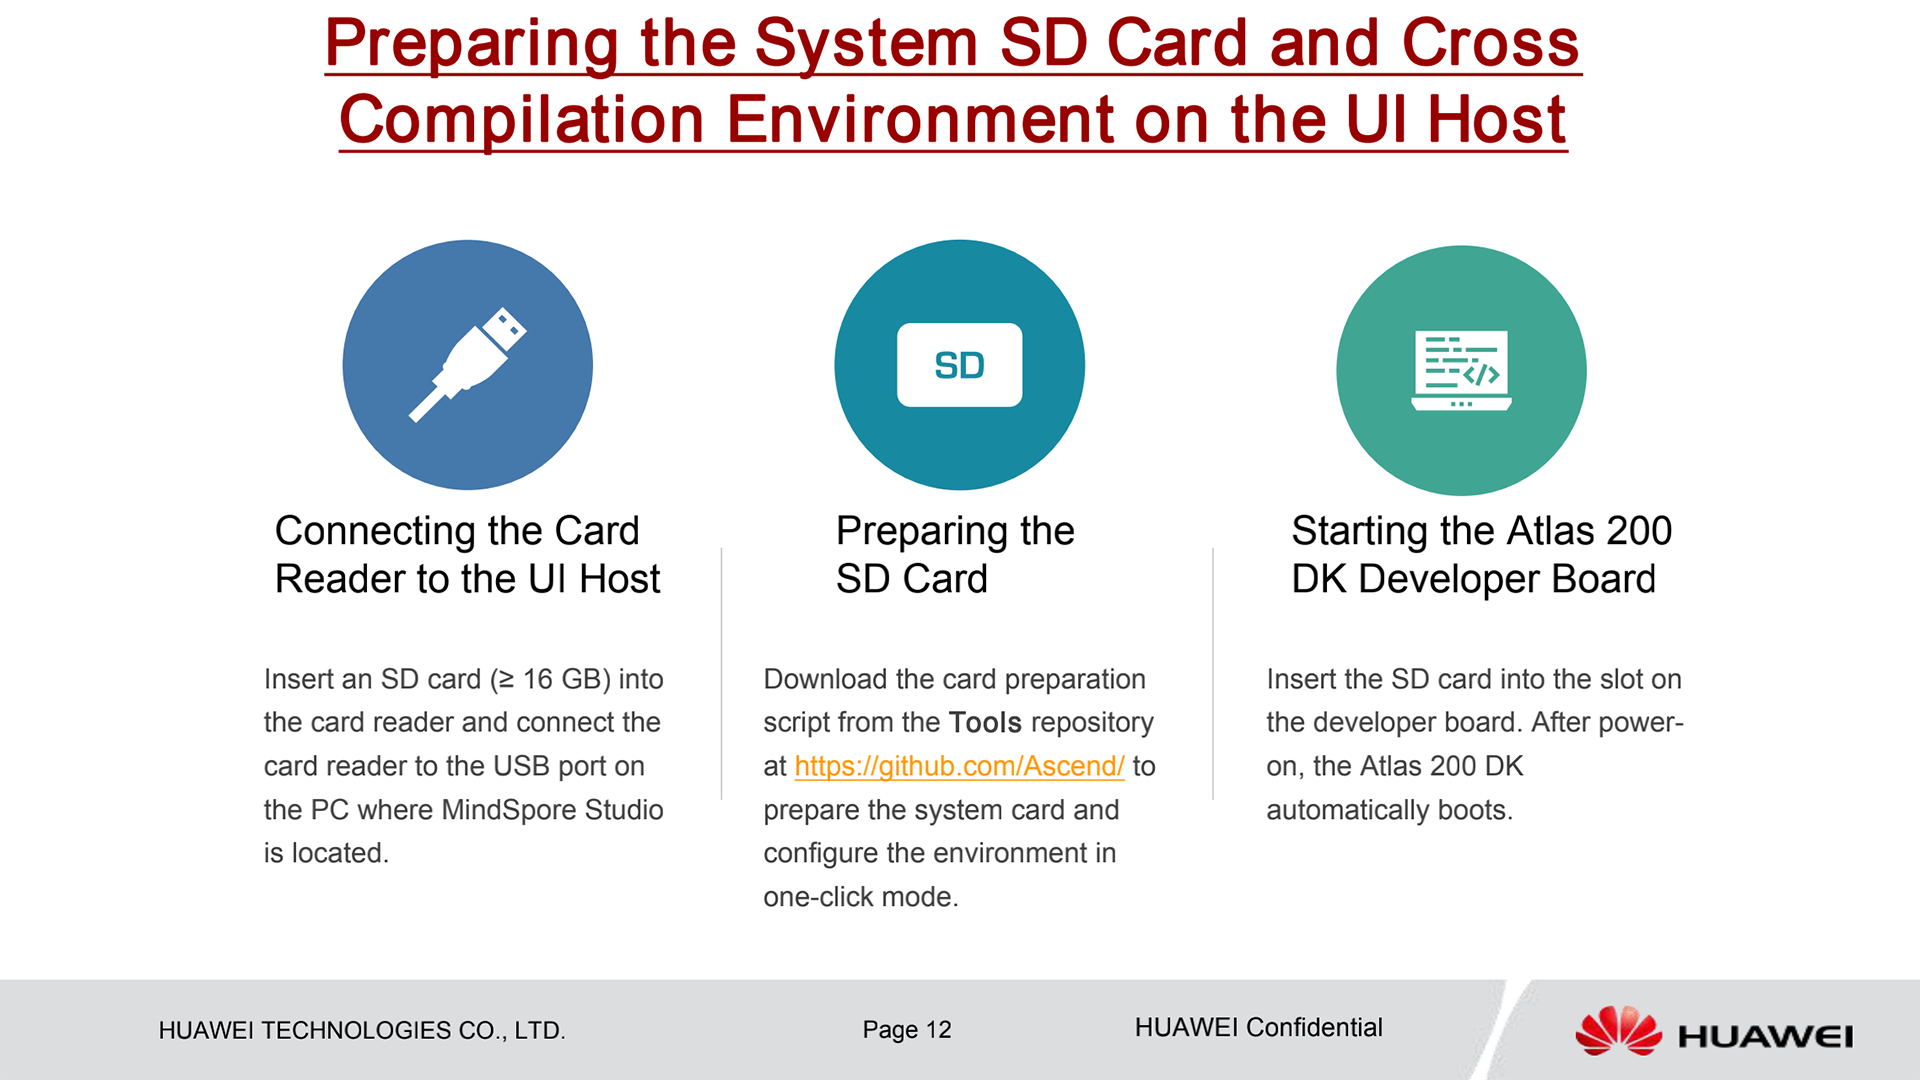 Preparing the System SD Card and Cross
Compilation Environment on the UI Host
SD
</>
Connecting the Card
Reader to the UI Host
Insert an SD card (≥ 16 GB) into
the card reader and connect the
card reader to the USB port on
the PC where MindSpore Studio
is located.
Preparing the
SD Card
Download the card preparation
script from the Tools repository
at https://github.com/Ascend/ to
prepare the system card and
configure the environment in
one-click mode.
Starting the Atlas 200
DK Developer Board
Insert the SD card into the slot on
the developer board. After power-
on, the Atlas 200 DK
automatically boots.
HUAWEI TECHNOLOGIES CO., LTD.
Page 12
HUAWEI Confidential
HUAWEI